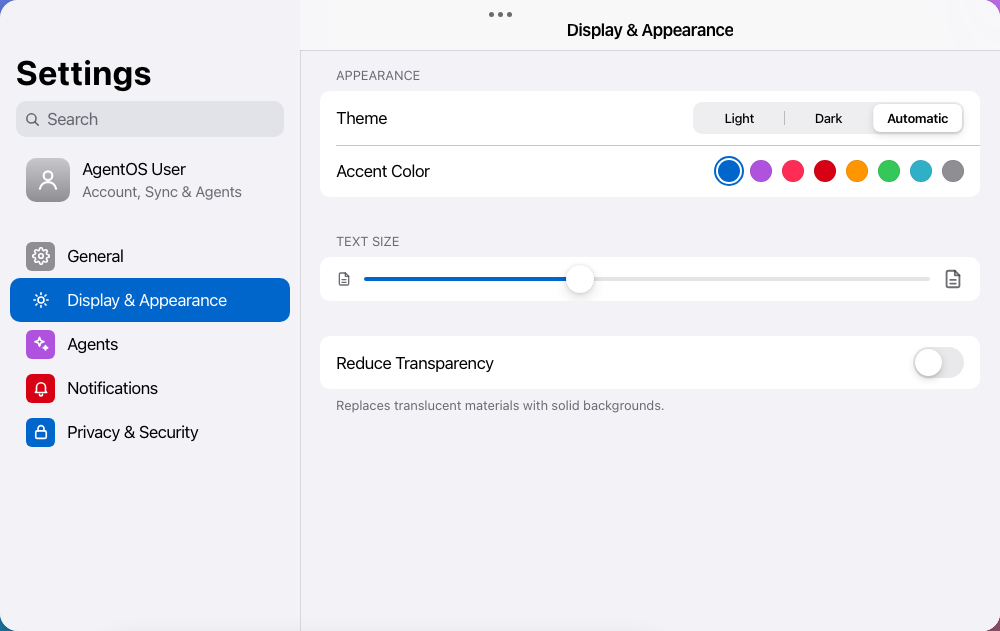 Display & Appearance
Settings
Search
AgentOS User
Account, Sync & Agents
General
Display & Appearance
Agents
Notifications
Privacy & Security
APPEARANCE
Theme
Light
Dark
Automatic
Accent Color
TEXT SIZE
Reduce Transparency
Replaces translucent materials with solid backgrounds.